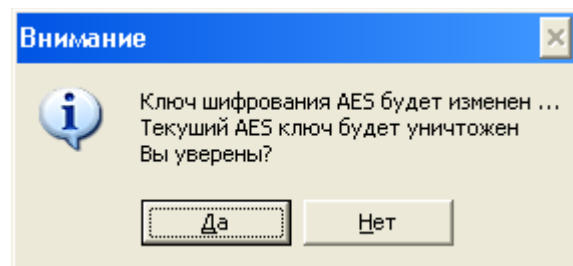 Внимание
Ключ шифрования AES будет изменен ...
Текущий AES ключ будет уничтожен
Вы уверены?
Да
Нет